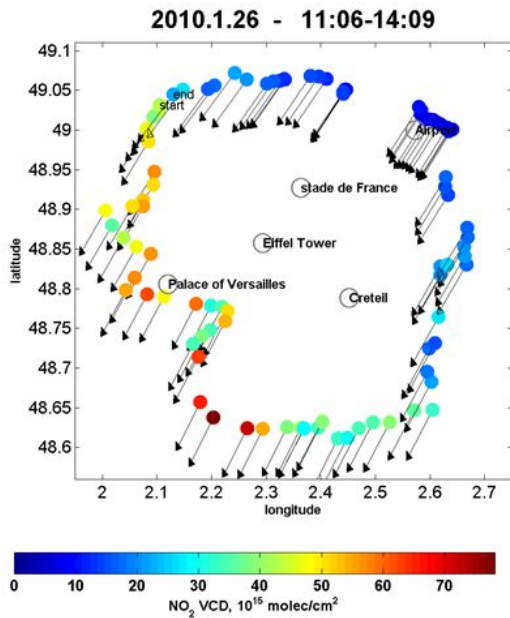 2010.1.26 - 11:06-14:09
49.1
49.05
49
48.95
48.9
48.85
48.8
48.75
48.7
48.65
48.6
latitude
end
start
Airport
stade de France
Eiffel Tower
Palace of Versailles
Creteil
2 2.1 2.2 2.3 2.4 2.5 2.6 2.7
longitude
0 10 20 30 40 50 60 70
NO₂ VCD, 10¹⁵ molec/cm²